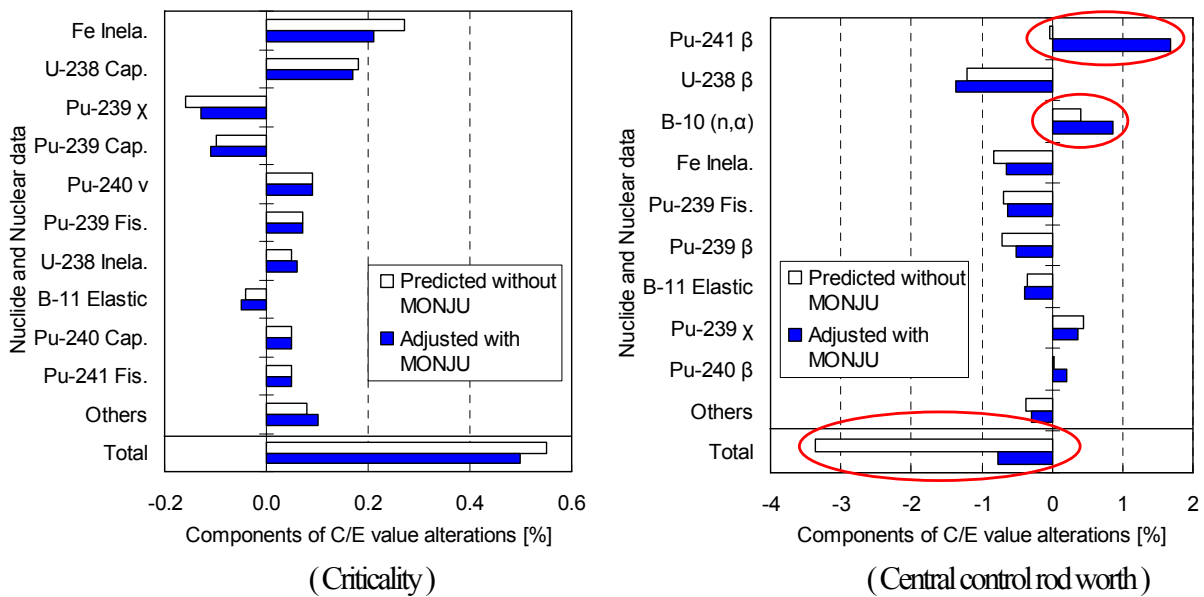 Nuclide and Nuclear data
Fe Inela.
U-238 Cap.
Pu-239 χ
Pu-239 Cap.
Pu-240 ν
Pu-239 Fis.
U-238 Inela.
B-11 Elastic
Pu-240 Cap.
Pu-241 Fis.
Others
Total
Predicted without
MONJU
Adjusted with
MONJU
-0.2 0.0 0.2 0.4 0.6
Components of C/E value alterations [%]
( Criticality )
Nuclide and Nuclear data
Pu-241 β
U-238 β
B-10 (n,α)
Fe Inela.
Pu-239 Fis.
Pu-239 β
B-11 Elastic
Pu-239 χ
Pu-240 β
Others
Total
Predicted without
MONJU
Adjusted with
MONJU
-4 -3 -2 -1 0 1 2
Components of C/E value alterations [%]
( Central control rod worth )